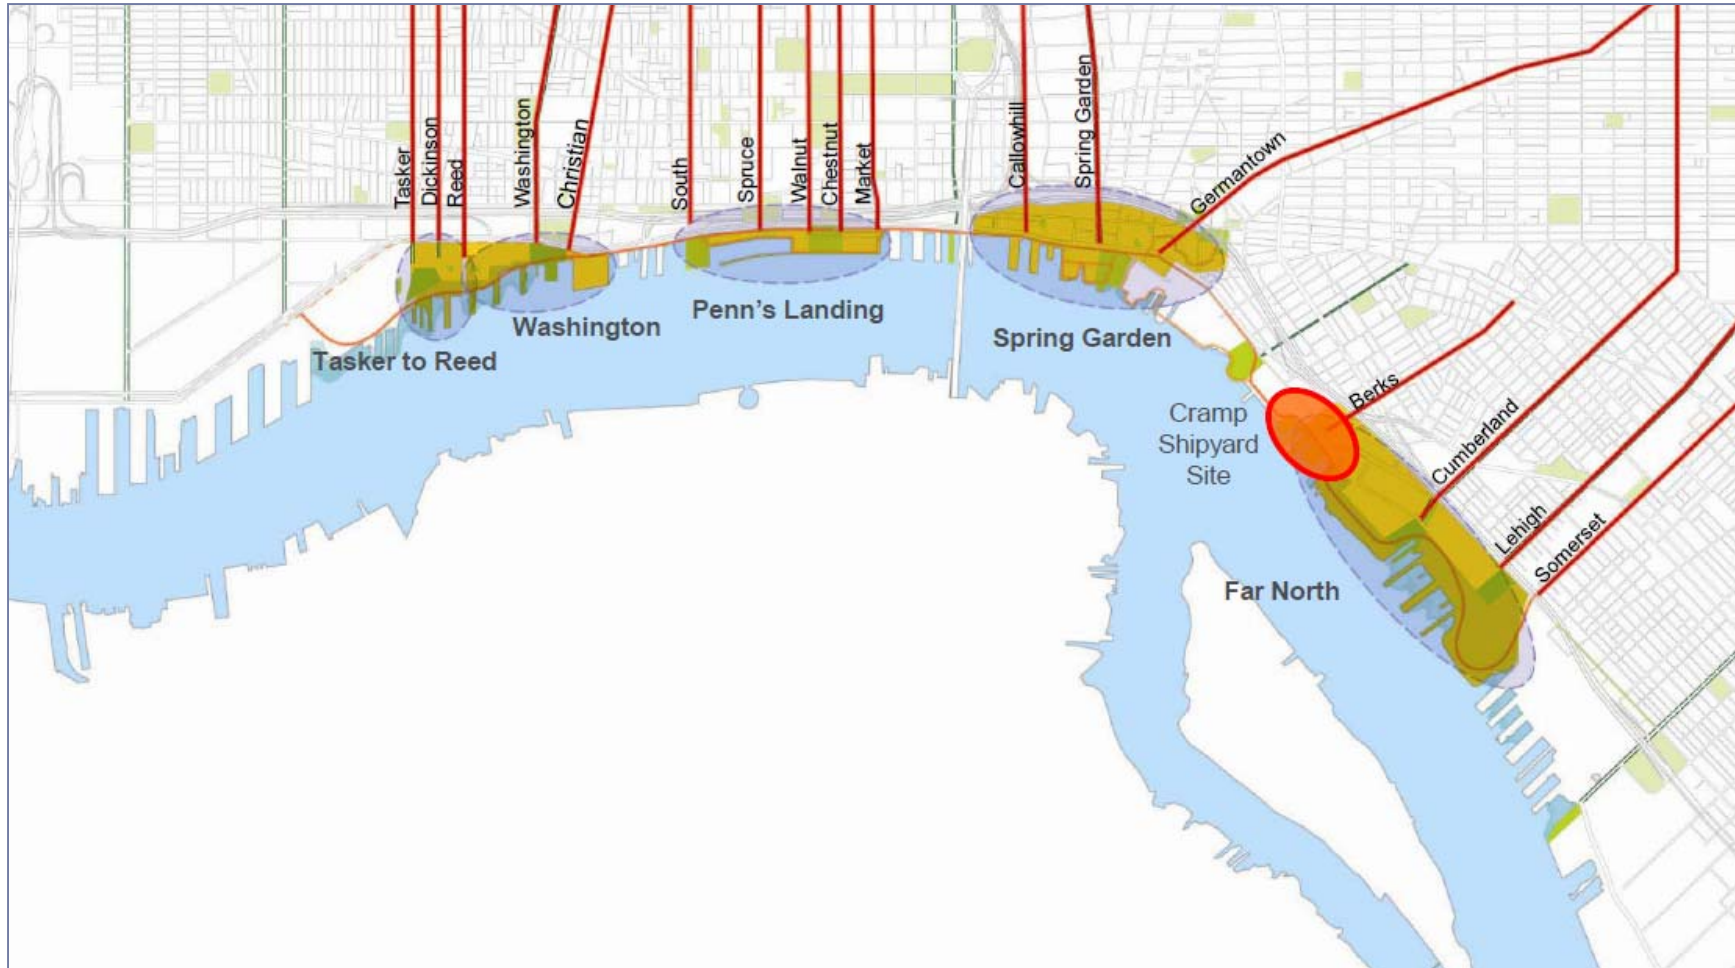 Tasker
Dickinson
Reed
Washington
Christian
South
Spruce
Walnut
Chestnut
Market
Callowhill
Spring Garden
Germantown
Berks
Cumberland
Lehigh
Somerset
Tasker to Reed
Washington
Penn's Landing
Spring Garden
Cramp
Shipyard
Site
Far North